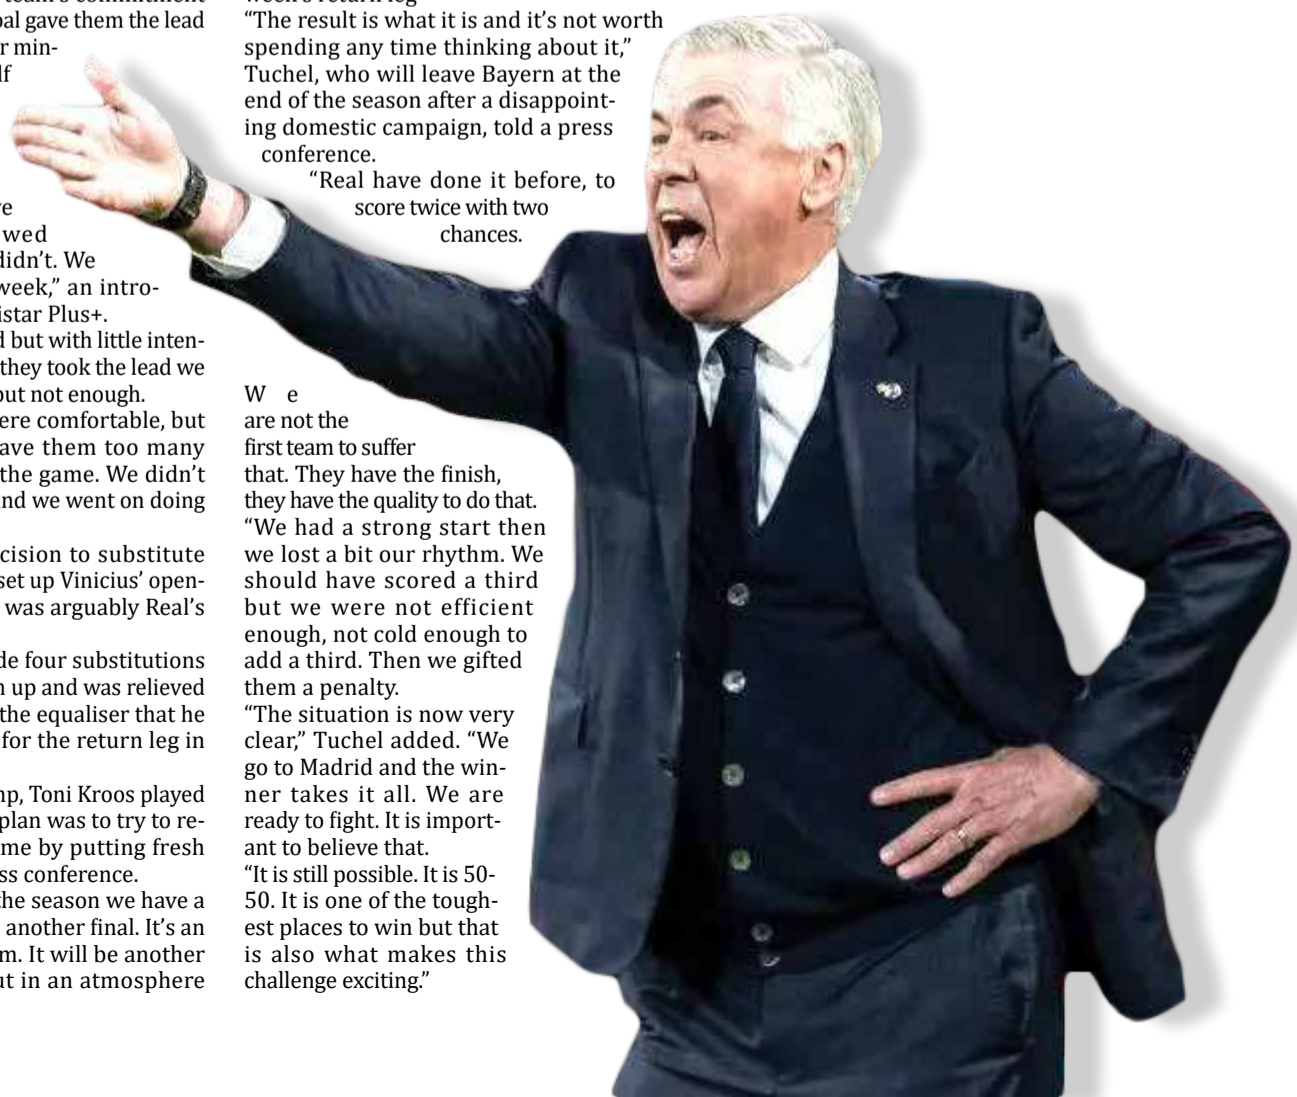 team's commitment
oal gave them the lead
r min-
lf
re
wed
didn't. We
week,” an intro-
istar Plus+.
d but with little inten-
they took the lead we
but not enough.
ere comfortable, but
ave them too many
the game. We didn't
nd we went on doing
cision to substitute
set up Vinicius’ open-
was arguably Real’s
de four substitutions
n up and was relieved
the equaliser that he
for the return leg in
mp, Toni Kroos played
plan was to try to re-
me by putting fresh
ss conference.
the season we have a
another final. It’s an
m. It will be another
ut in an atmosphere
week's return leg
“The result is what it is and it’s not worth
spending any time thinking about it,”
Tuchel, who will leave Bayern at the
end of the season after a disappoint-
ing domestic campaign, told a press
conference.
“Real have done it before, to
score twice with two
chances.
W e
are not the
first team to suffer
that. They have the finish,
they have the quality to do that.
“We had a strong start then
we lost a bit our rhythm. We
should have scored a third
but we were not efficient
enough, not cold enough to
add a third. Then we gifted
them a penalty.
“The situation is now very
clear,” Tuchel added. “We
go to Madrid and the win-
ner takes it all. We are
ready to fight. It is import-
ant to believe that.
“It is still possible. It is 50-
50. It is one of the tough-
est places to win but that
is also what makes this
challenge exciting.”